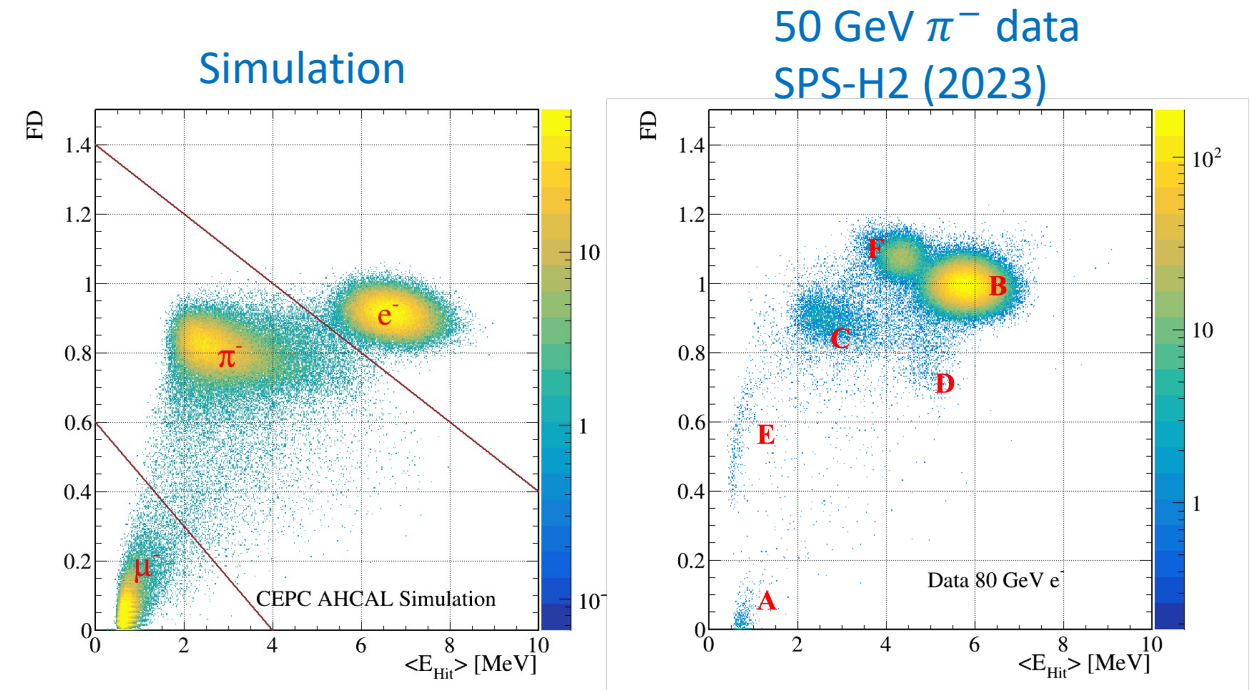 Simulation
50 GeV π⁻ data
SPS-H2 (2023)
FD
1.4
1.2
1
0.8
0.6
0.4
0.2
0
0 2 4 6 8 10
<E_Hit> [MeV]
π⁻
e⁻
μ⁻
CEPC AHCAL Simulation
10
1
10⁻
FD
1.4
1.2
1
0.8
0.6
0.4
0.2
0
0 2 4 6 8 10
<E_Hit> [MeV]
F
B
C
D
E
A
Data 80 GeV e⁻
10²
10
1